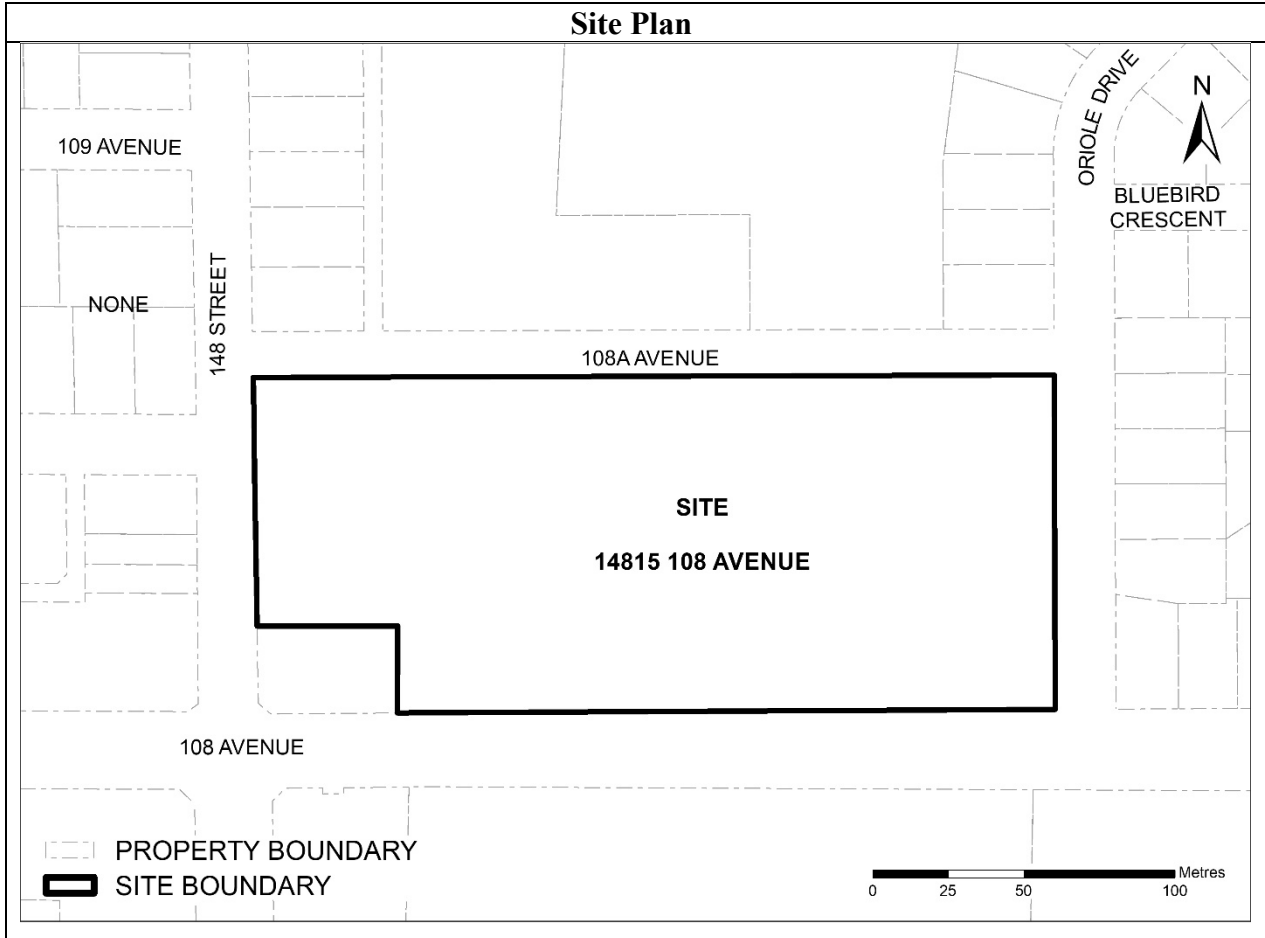 Site Plan
ORIOLE DRIVE
N
109 AVENUE
BLUEBIRD
CRESCENT
148 STREET
NONE
108A AVENUE
SITE
14815 108 AVENUE
108 AVENUE
PROPERTY BOUNDARY
SITE BOUNDARY
Metres
0 25 50 100